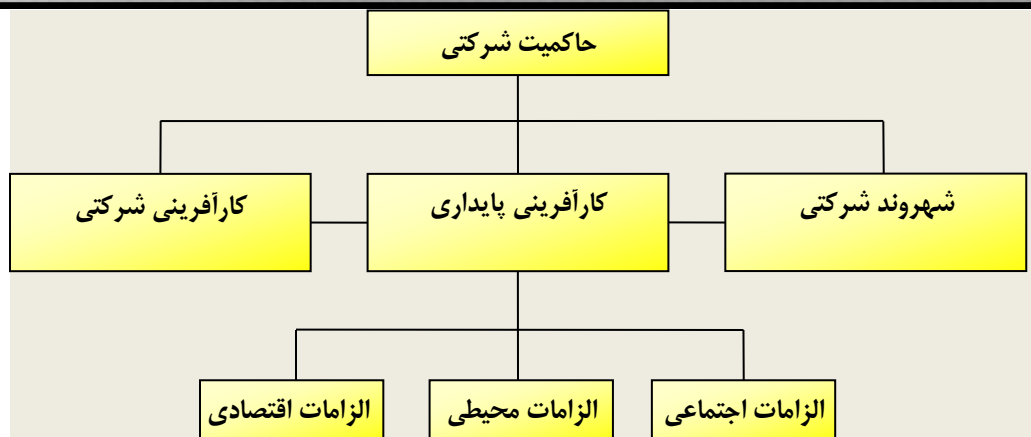 حاکمیت شرکتی
شهروند شرکتی
کارآفرینی پایداری
کارآفرینی شرکتی
الزامات اجتماعی
الزامات محیطی
الزامات اقتصادی